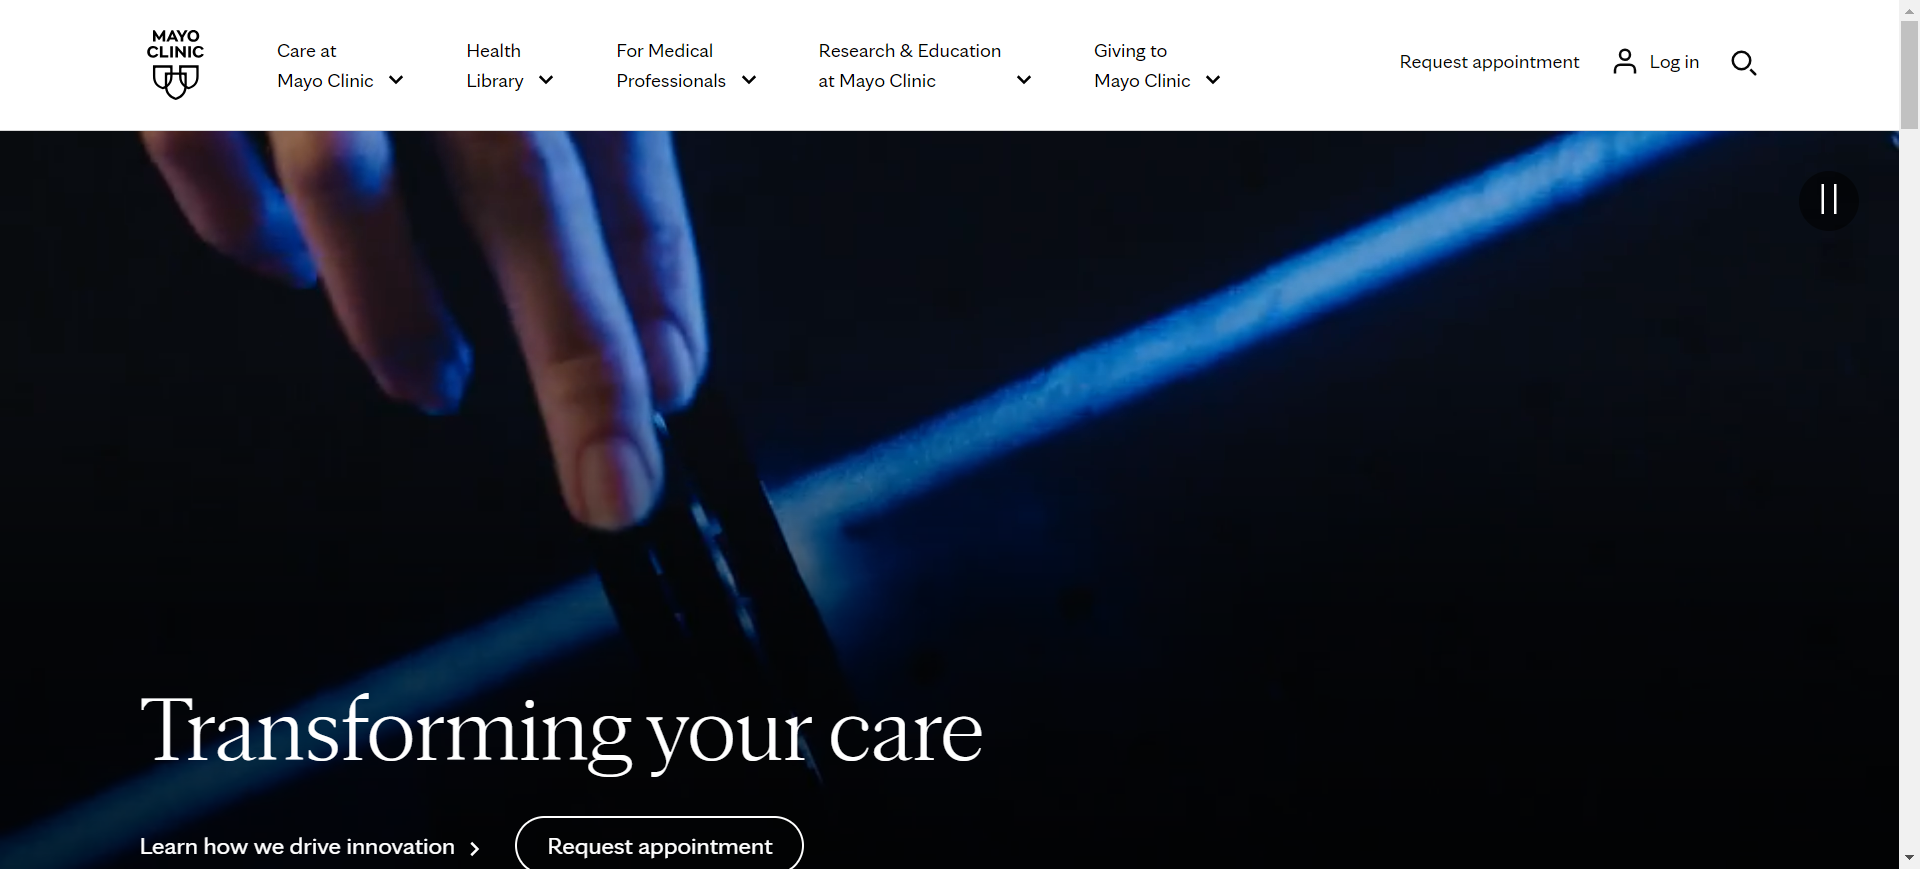 MAYO
CLINIC
Care at
Mayo Clinic
Health
Library
For Medical
Professionals
Research & Education
at Mayo Clinic
Giving to
Mayo Clinic
Request appointment
Log in
Transforming your care
Learn how we drive innovation
Request appointment